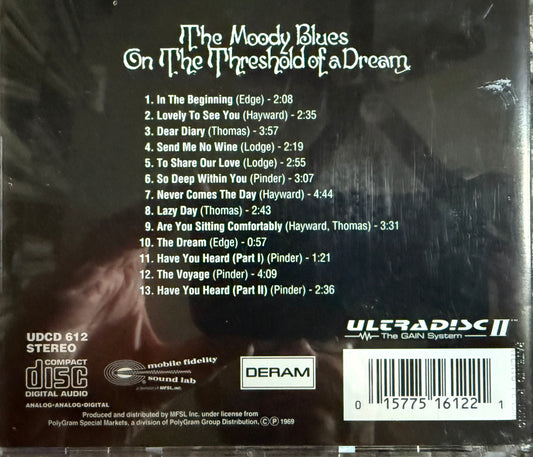 The Moody Blues
On The Threshold of a Dream
1. In The Beginning (Edge) - 2:08
2. Lovely To See You (Hayward) - 2:35
3. Dear Diary (Thomas) - 3:57
4. Send Me No Wine (Lodge) - 2:19
5. To Share Our Love (Lodge) - 2:55
6. So Deep Within You (Pinder) - 3:07
7. Never Comes The Day (Hayward) - 4:44
8. Lazy Day (Thomas) - 2:43
9. Are You Sitting Comfortably (Hayward, Thomas) - 3:31
10. The Dream (Edge) - 0:57
11. Have You Heard (Part I) (Pinder) - 1:21
12. The Voyage (Pinder) - 4:09
13. Have You Heard (Part II) (Pinder) - 2:36
UDCD 612
STEREO
COMPACT
disc
DIGITAL AUDIO
ANALOG•ANALOG•DIGITAL
mobile fidelity
sound lab
A Division of MFSL, Inc.
DERAM
ULTRADISC II™
The GAIN System™
0 15775 16122 1
Produced and distributed by MFSL Inc. under license from
PolyGram Special Markets, a division of PolyGram Group Distribution, Ⓒ Ⓟ 1969